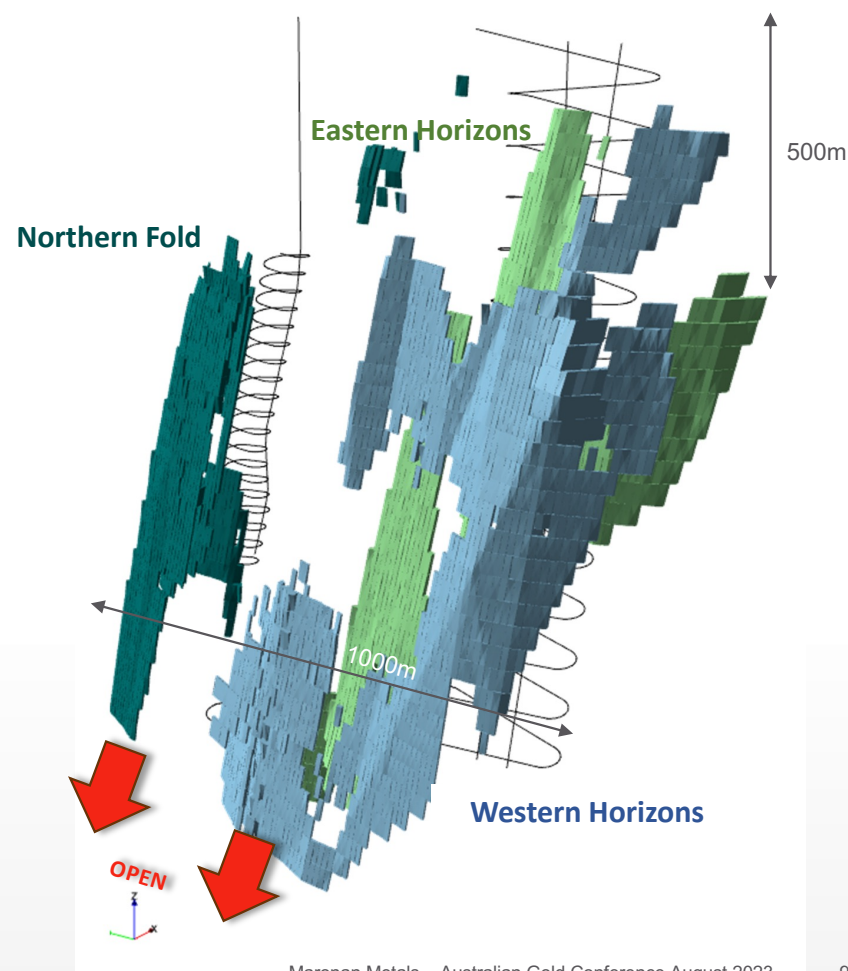 Eastern Horizons
500m
Northern Fold
1000m
Western Horizons
OPEN
Z
X